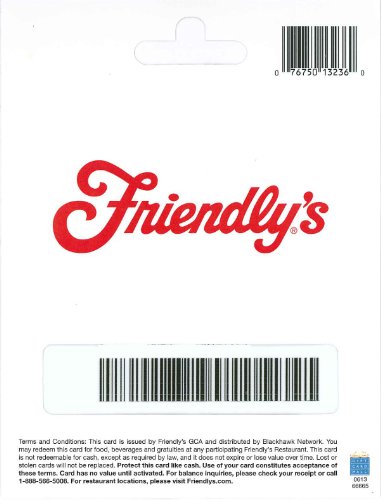 0 76750 13236 0
Friendly's®
Terms and Conditions: This card is issued by Friendly's GCA and distributed by Blackhawk Network. You
may redeem this card for food, beverages and gratuities at any participating Friendly's Restaurant. This card
is not redeemable for cash, except as required by law, and it does not expire or lose value over time. Lost or
stolen cards will not be replaced. Protect this card like cash. Use of your card constitutes acceptance of
these terms. Card has no value until activated. For balance inquiries, please check your receipt or call
1-888-566-5008. For restaurant locations, please visit Friendlys.com.
0613
66665